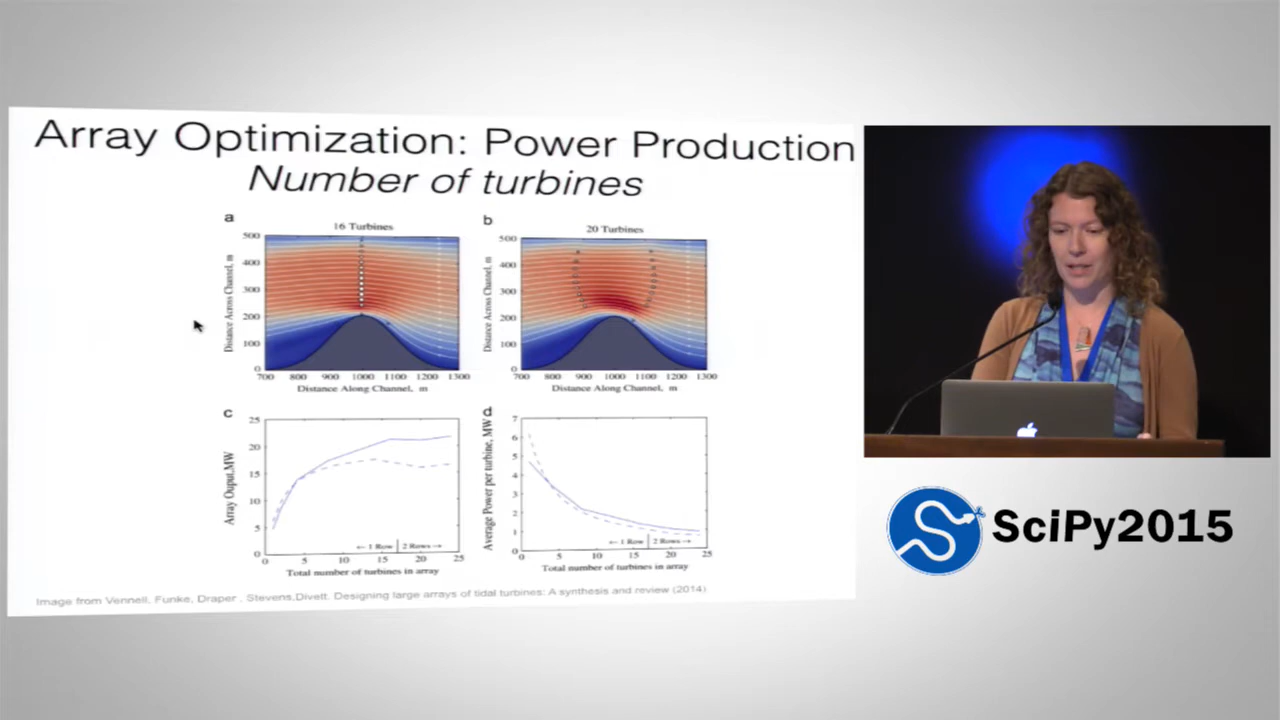 Array Optimization: Power Production
Number of turbines
a
16 Turbines
500
400
300
200
100
0
Distance Across Channel, m
700 800 900 1000 1100 1200 1300
Distance Along Channel, m
b
20 Turbines
500
400
300
200
100
0
Distance Across Channel, m
700 800 900 1000 1100 1200 1300
Distance Along Channel, m
c
25
20
15
10
5
0
Array Ouput,MW
← 1 Row 2 Rows →
0 5 10 15 20 25
Total number of turbines in array
d
7
6
5
4
3
2
1
0
Average Power per turbine, MW
← 1 Row 2 Rows →
0 5 10 15 20 25
Total number of turbines in array
Image from Vennell, Funke, Draper , Stevens,Divett. Designing large arrays of tidal turbines: A synthesis and review (2014)
SciPy2015